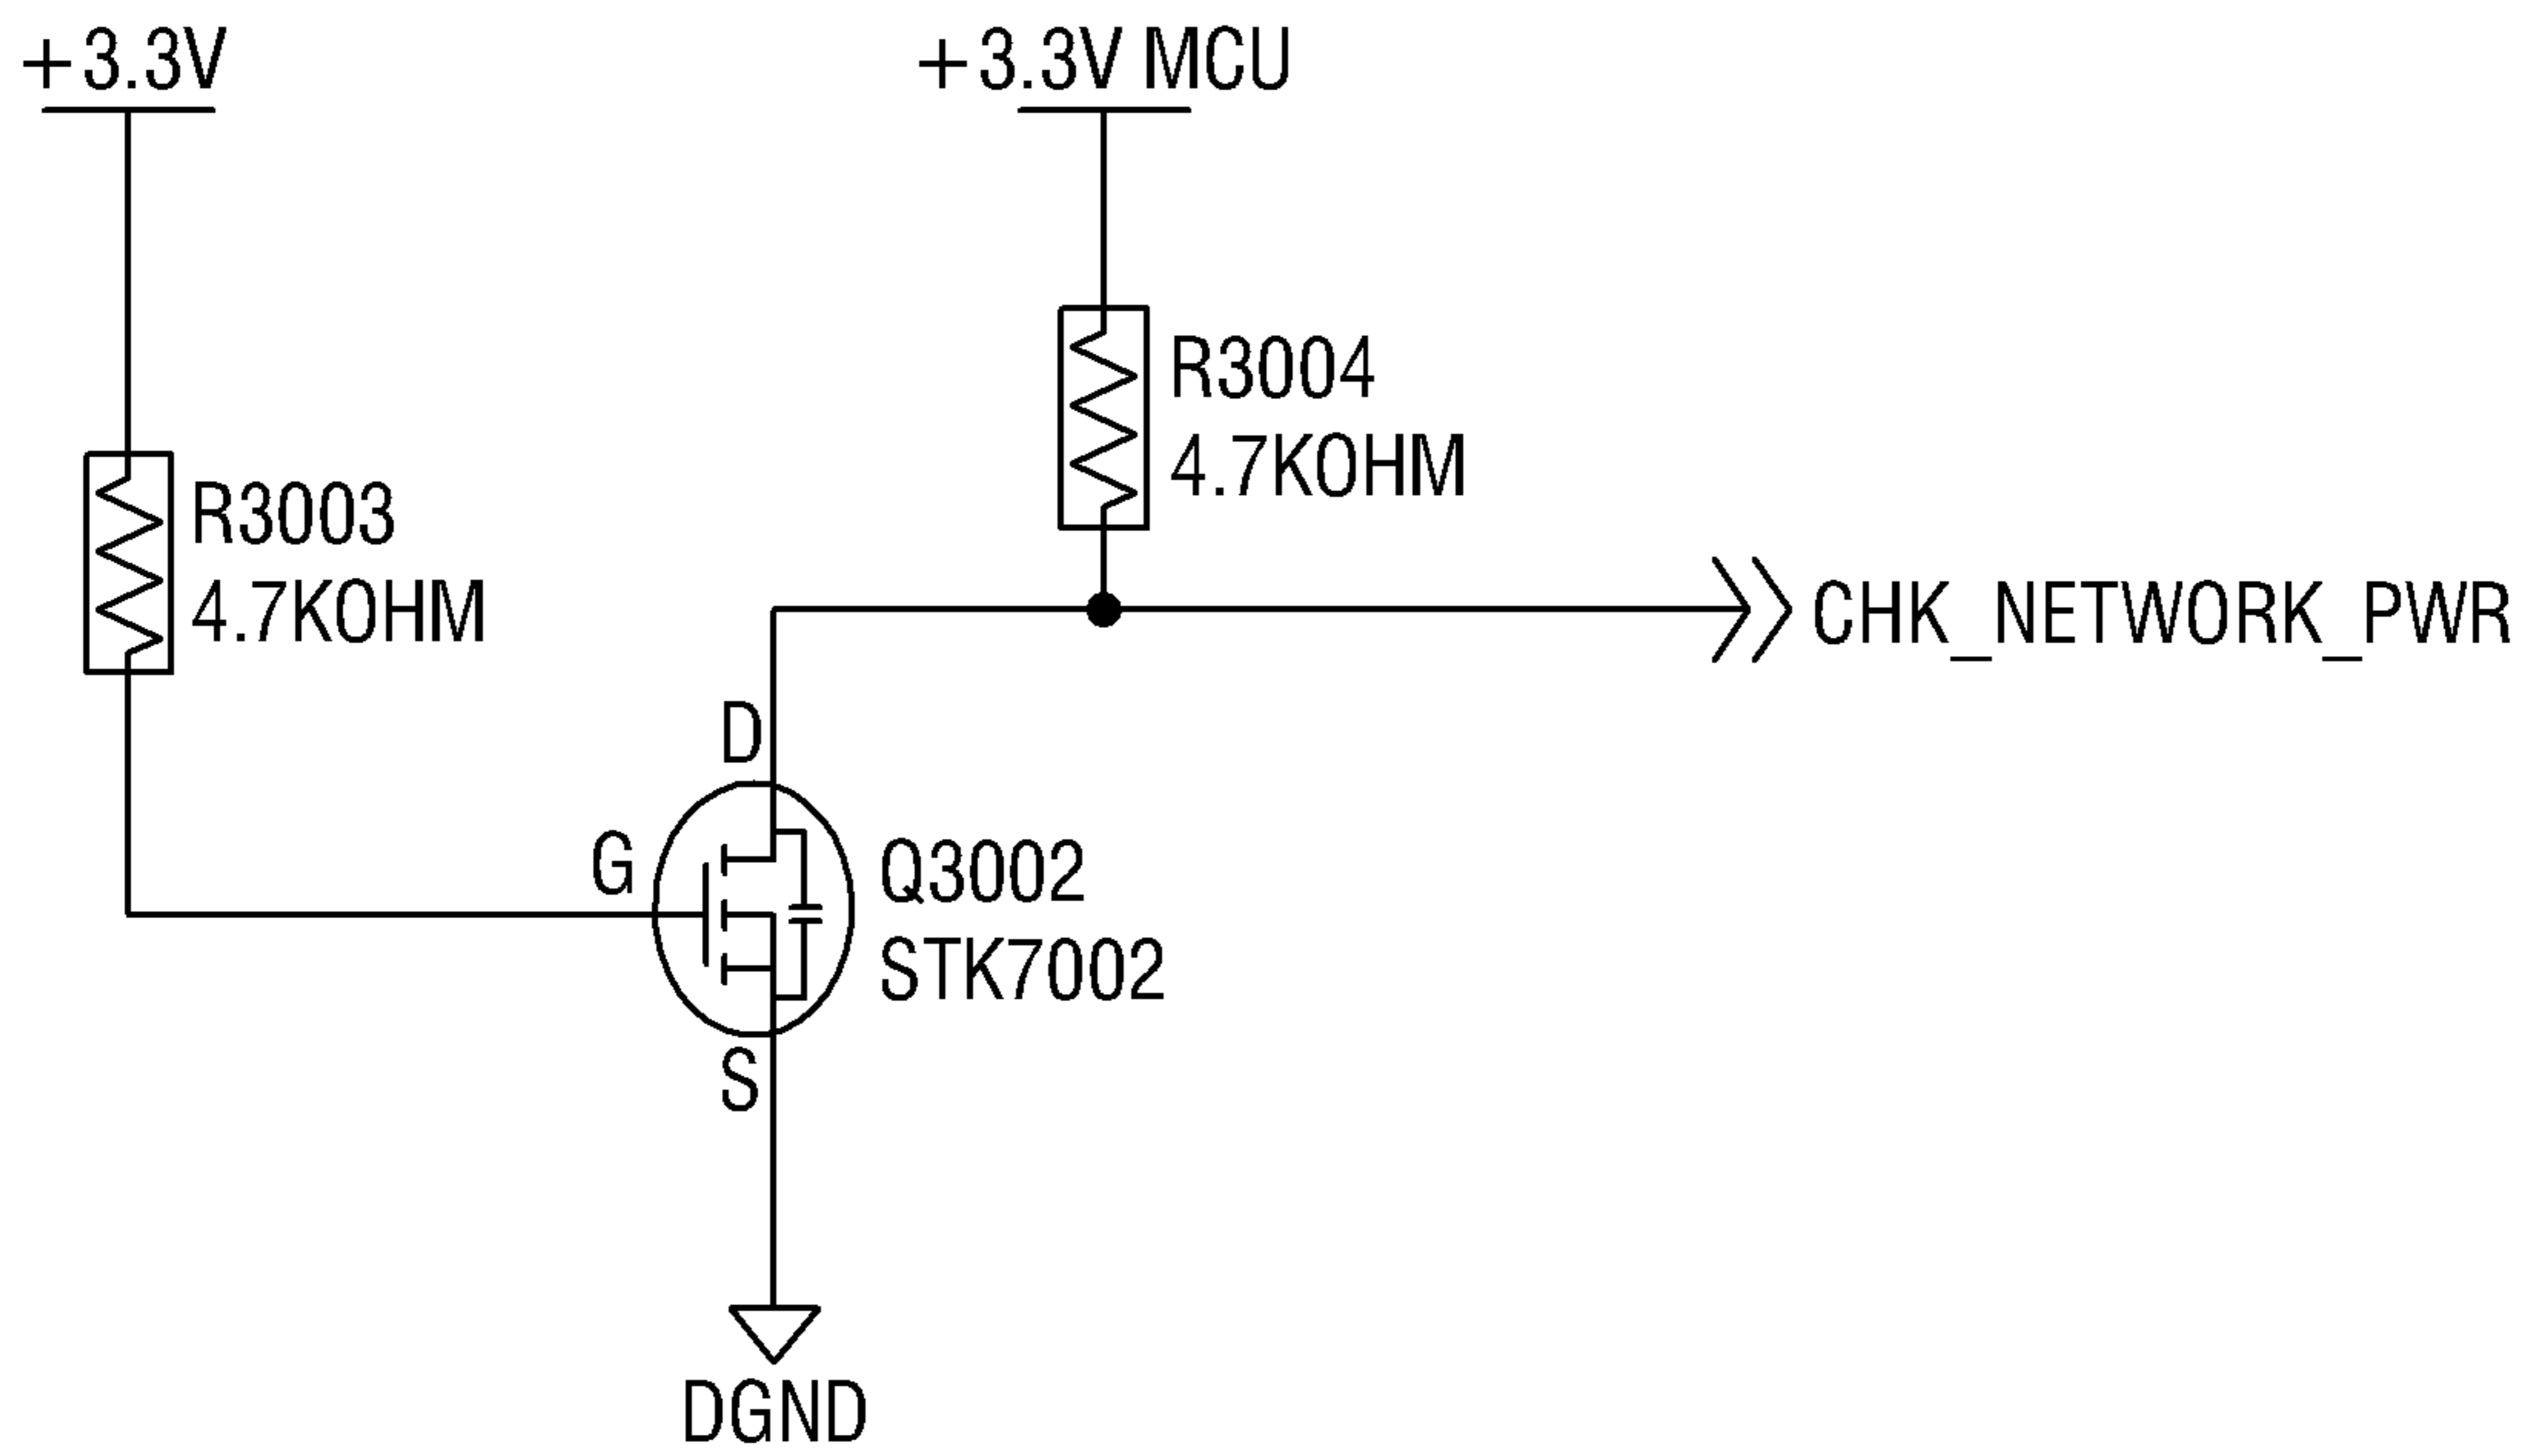 +3.3V
+3.3V MCU
R3004
4.7KOHM
R3003
4.7KOHM
CHK_NETWORK_PWR
D
G
Q3002
STK7002
S
DGND